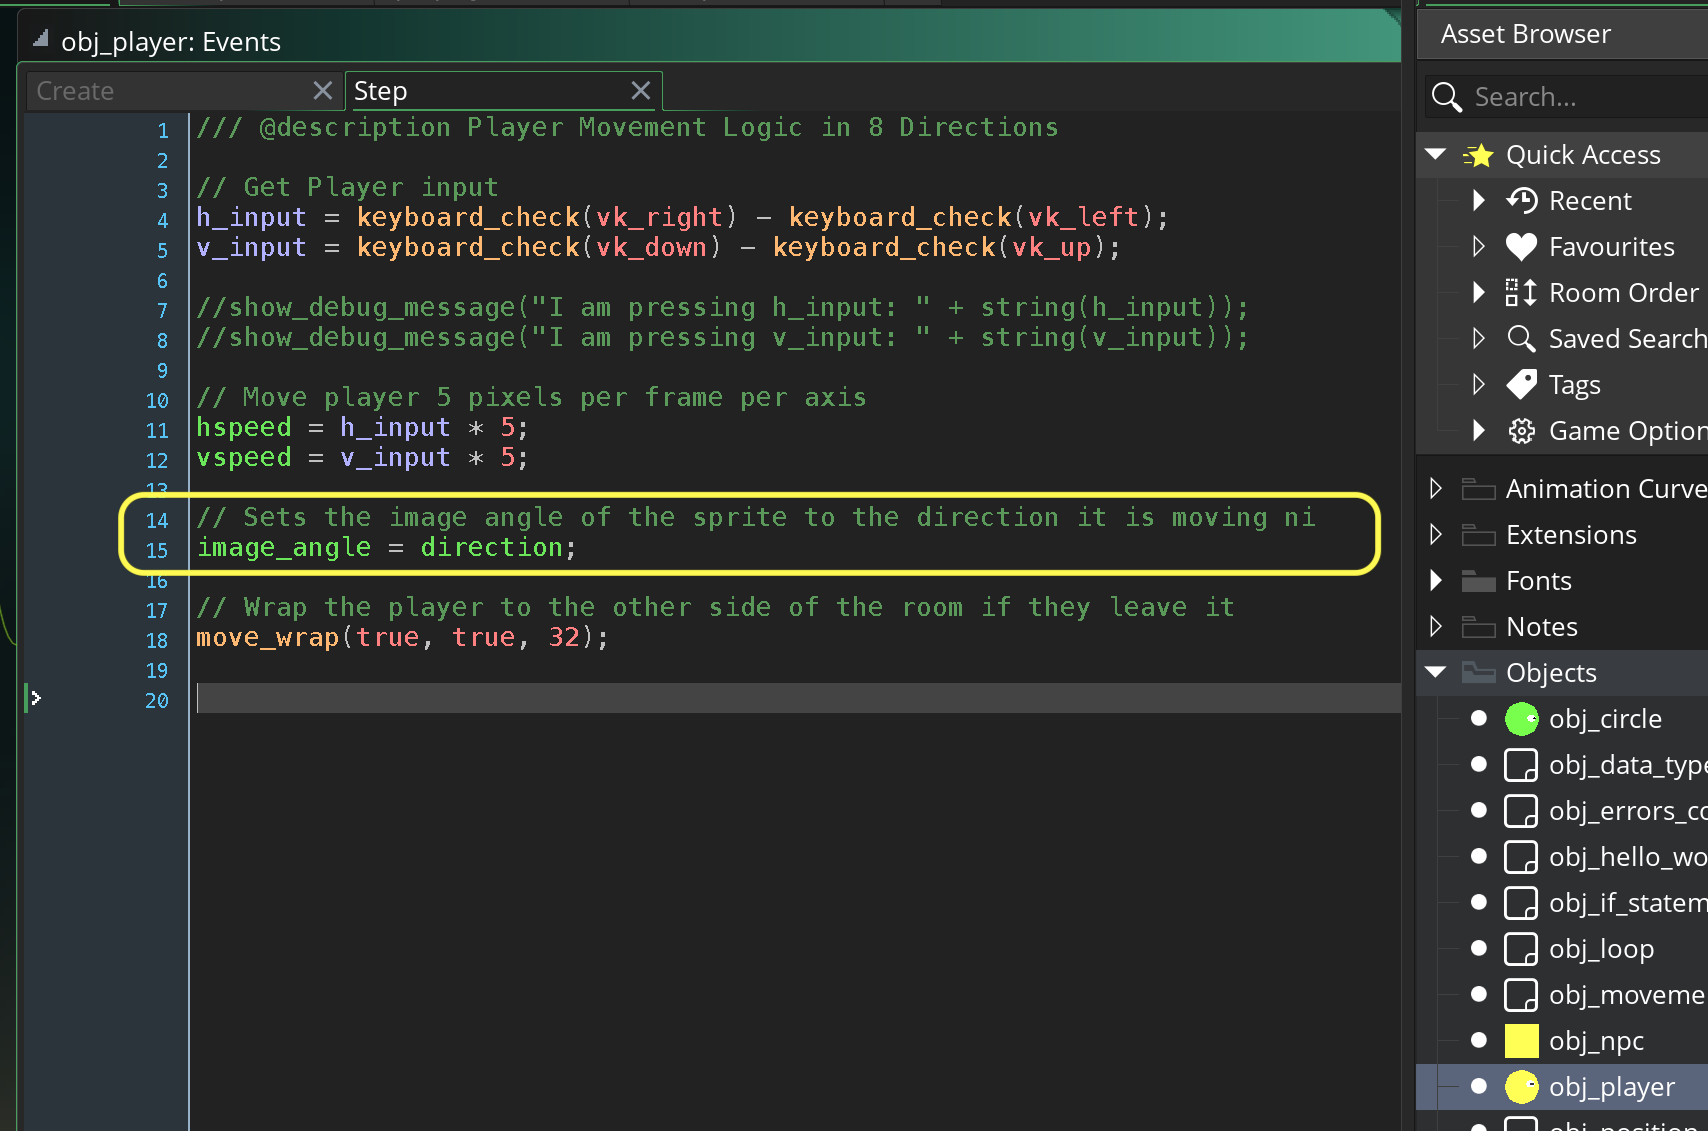 obj_player: Events
Create
Step
1 /// @description Player Movement Logic in 8 Directions
2
3 // Get Player input
4 h_input = keyboard_check(vk_right) - keyboard_check(vk_left);
5 v_input = keyboard_check(vk_down) - keyboard_check(vk_up);
6
7 //show_debug_message("I am pressing h_input: " + string(h_input));
8 //show_debug_message("I am pressing v_input: " + string(v_input));
9
10 // Move player 5 pixels per frame per axis
11 hspeed = h_input * 5;
12 vspeed = v_input * 5;
13
14 // Sets the image angle of the sprite to the direction it is moving ni
15 image_angle = direction;
16
17 // Wrap the player to the other side of the room if they leave it
18 move_wrap(true, true, 32);
19
20
Asset Browser
Search...
Quick Access
Recent
Favourites
Room Order
Saved Search
Tags
Game Option
Animation Curve
Extensions
Fonts
Notes
Objects
obj_circle
obj_data_type
obj_errors_co
obj_hello_wo
obj_if_statem
obj_loop
obj_moveme
obj_npc
obj_player
obj_position